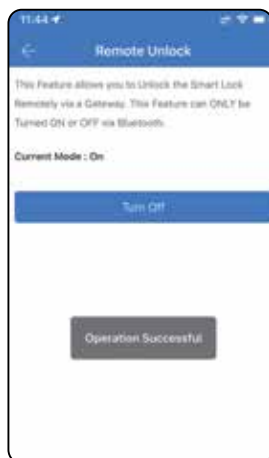 11:44
Remote Unlock
This Feature allows you to Unlock the Smart Lock
Remotely via a Gateway. This Feature can ONLY be
Turned ON or OFF via Bluetooth.
Current Mode : On
Turn Off
Operation Successful